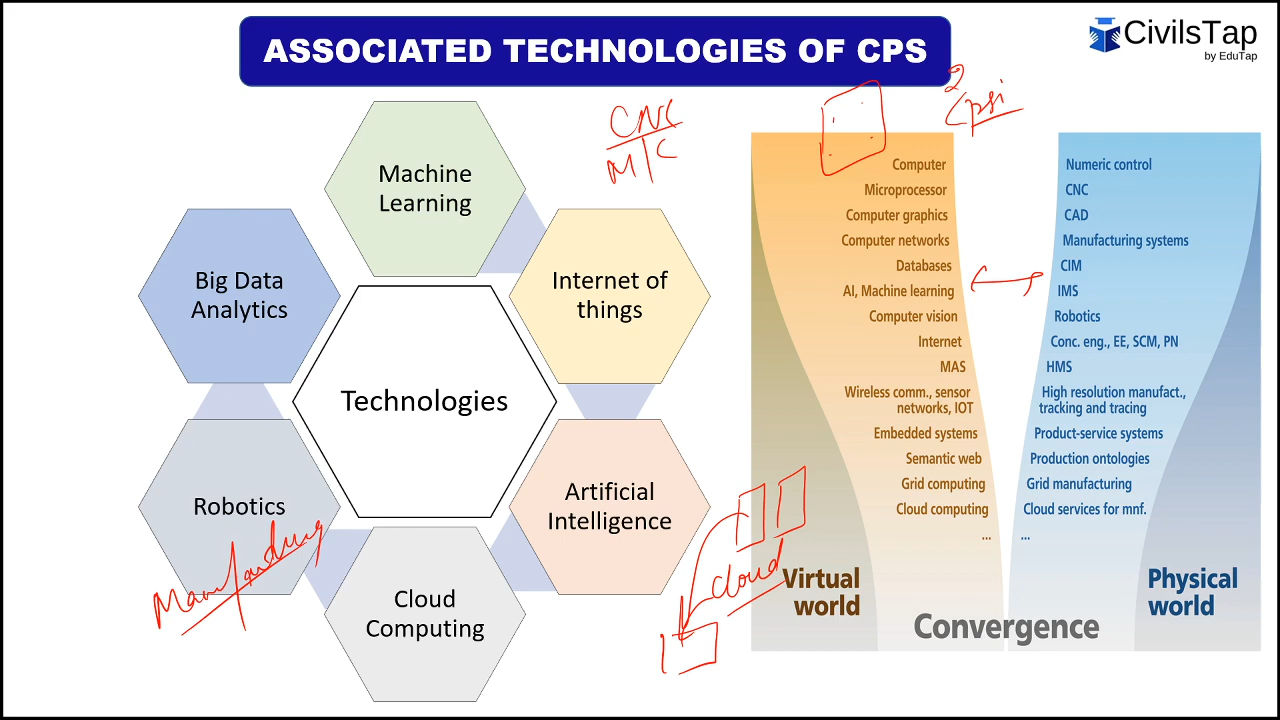 ASSOCIATED TECHNOLOGIES OF CPS
CivilsTap
by EduTap
Machine
Learning
Big Data
Analytics
Internet of
things
Technologies
Robotics
Artificial
Intelligence
Cloud
Computing
CNC
M/C
Manufacturing
Cloud
2
Cpsi
Computer
Microprocessor
Computer graphics
Computer networks
Databases
AI, Machine learning
Computer vision
Internet
MAS
Wireless comm., sensor
networks, IOT
Embedded systems
Semantic web
Grid computing
Cloud computing
...
Virtual
world
Numeric control
CNC
CAD
Manufacturing systems
CIM
IMS
Robotics
Conc. eng., EE, SCM, PN
HMS
High resolution manufact.,
tracking and tracing
Product-service systems
Production ontologies
Grid manufacturing
Cloud services for mnf.
...
Physical
world
Convergence